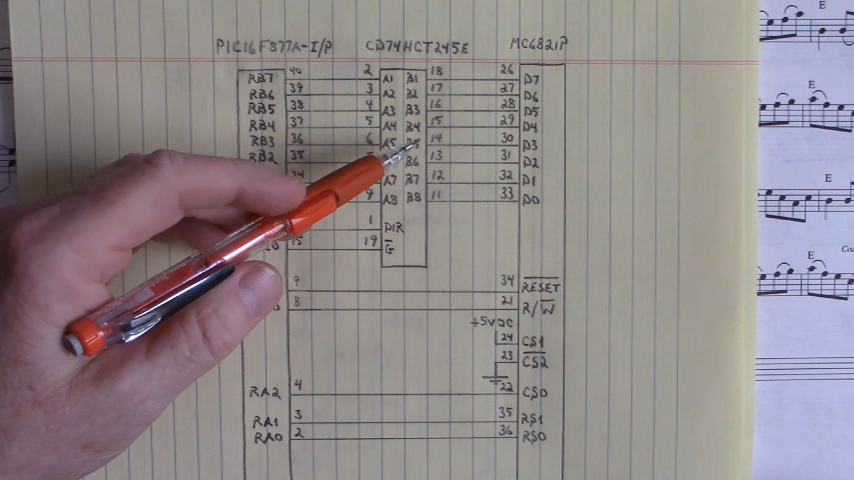 PIC16F877A-I/P CD74HCT245E MC6821P
RB7 40 2 A1 B1 18 26 D7
RB6 39 3 A2 B2 17 27 D6
RB5 38 4 A3 B3 16 28 D5
RB4 37 5 A4 B4 15 29 D4
RB3 36 6 A5 14 30 D3
RB2 35 B6 13 31 D2
A7 B7 12 32 D1
9 A8 B8 11 33 D0
1 DIR
15 19 G
9 34 RESET
8 21 R/W
+5VDC
24 CS1
23 CS2
RA2 4 22 CS0
RA1 3 35 RS1
RA0 2 36 RS0
E
E
E
E